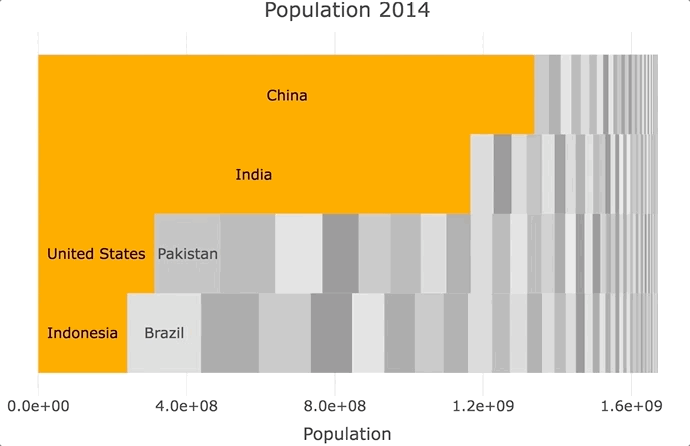 Population 2014
China
India
United States Pakistan
Indonesia Brazil
0.0e+00 4.0e+08 8.0e+08 1.2e+09 1.6e+09
Population